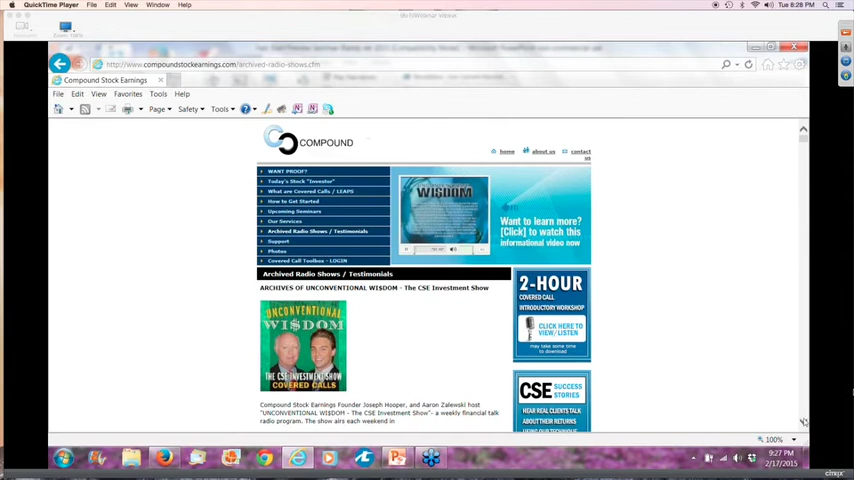 QuickTime Player File Edit View Window Help
Tue 8:28 PM
http://www.compoundstockearnings.com/archived-radio-shows.cfm
Compound Stock Earnings
File Edit View Favorites Tools Help
Page Safety Tools
COMPOUND
home about us contact us
WANT PROOF?
Today's Stock "Investor"
What are Covered Calls / LEAPS
How to Get Started
Upcoming Seminars
Our Services
Archived Radio Shows / Testimonials
Support
Photos
Covered Call Toolbox - LOGIN
WI$DOM
Want to learn more?
[Click] to watch this
informational video now
Archived Radio Shows / Testimonials
ARCHIVES OF UNCONVENTIONAL WI$DOM - The CSE Investment Show
UNCONVENTIONAL
WI$DOM
THE CSE INVESTMENT SHOW
COVERED CALLS
Compound Stock Earnings Founder Joseph Hooper, and Aaron Zalewski host
"UNCONVENTIONAL WI$DOM - The CSE Investment Show"- a weekly financial talk
radio program. The show airs each weekend in
2-HOUR
COVERED CALL
INTRODUCTORY WORKSHOP
CLICK HERE TO
VIEW/LISTEN
may take some time
to download
CSE SUCCESS
STORIES
HEAR REAL CLIENTS TALK
ABOUT THEIR RETURNS
USING OUR TECHNIQUE
100%
9:27 PM
2/17/2015
citrix